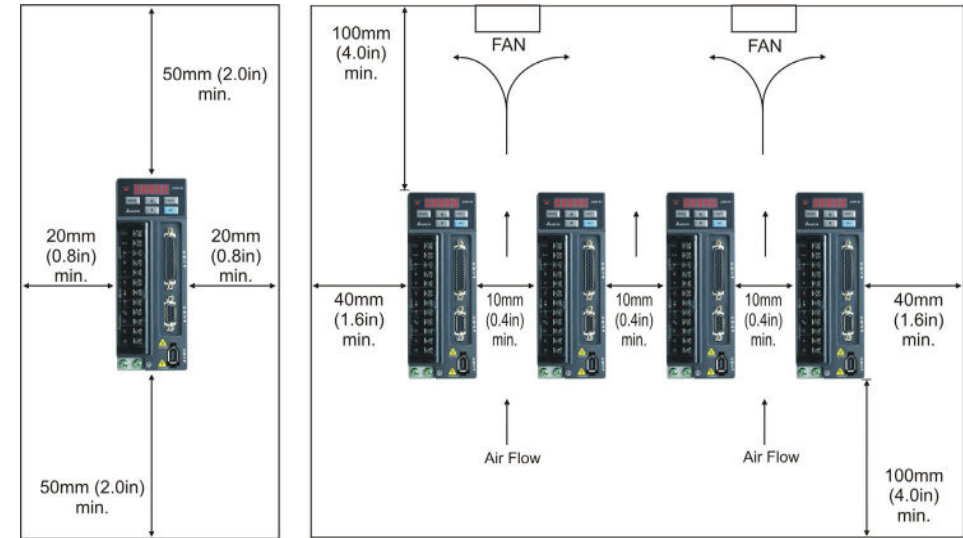 50mm (2.0in)
min.
20mm
(0.8in)
min.
20mm
(0.8in)
min.
50mm (2.0in)
min.
100mm
(4.0in)
min.
FAN
FAN
40mm
(1.6in)
min.
10mm
(0.4in)
min.
10mm
(0.4in)
min.
10mm
(0.4in)
min.
40mm
(1.6in)
min.
Air Flow
Air Flow
100mm
(4.0in)
min.